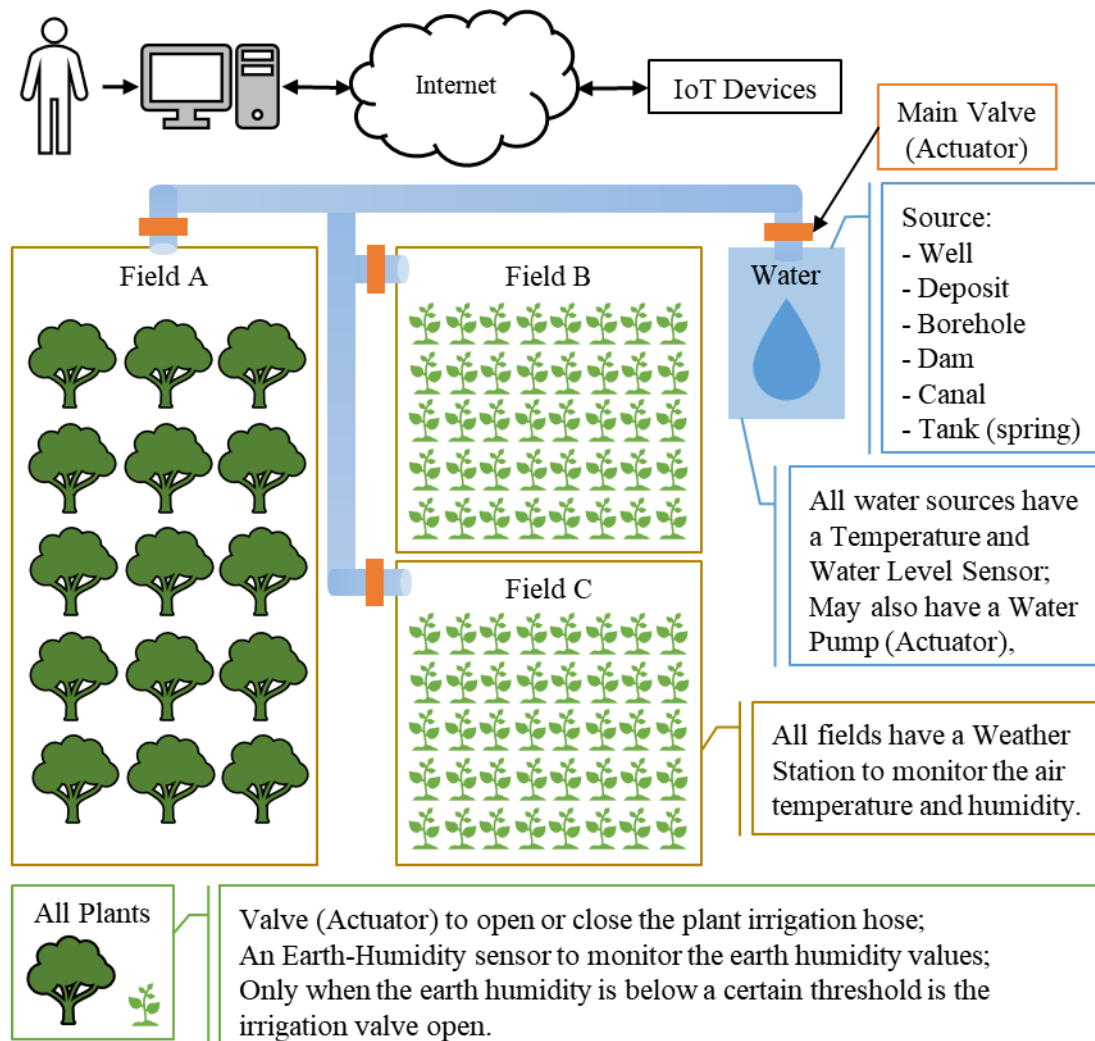 Internet
IoT Devices
Main Valve
(Actuator)
Source:
- Well
- Deposit
- Borehole
- Dam
- Canal
- Tank (spring)
Field A
Field B
Water
All water sources have
a Temperature and
Water Level Sensor;
May also have a Water
Pump (Actuator),
Field C
All fields have a Weather
Station to monitor the air
temperature and humidity.
All Plants
Valve (Actuator) to open or close the plant irrigation hose;
An Earth-Humidity sensor to monitor the earth humidity values;
Only when the earth humidity is below a certain threshold is the
irrigation valve open.